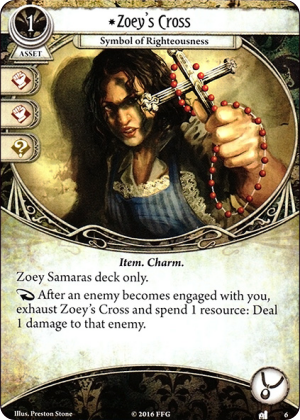 1
*Zoey's Cross
ASSET
Symbol of Righteousness
Item. Charm.
Zoey Samaras deck only.
After an enemy becomes engaged with you,
exhaust Zoey's Cross and spend 1 resource: Deal
1 damage to that enemy.
Illus. Preston Stone
© 2016 FFG
6